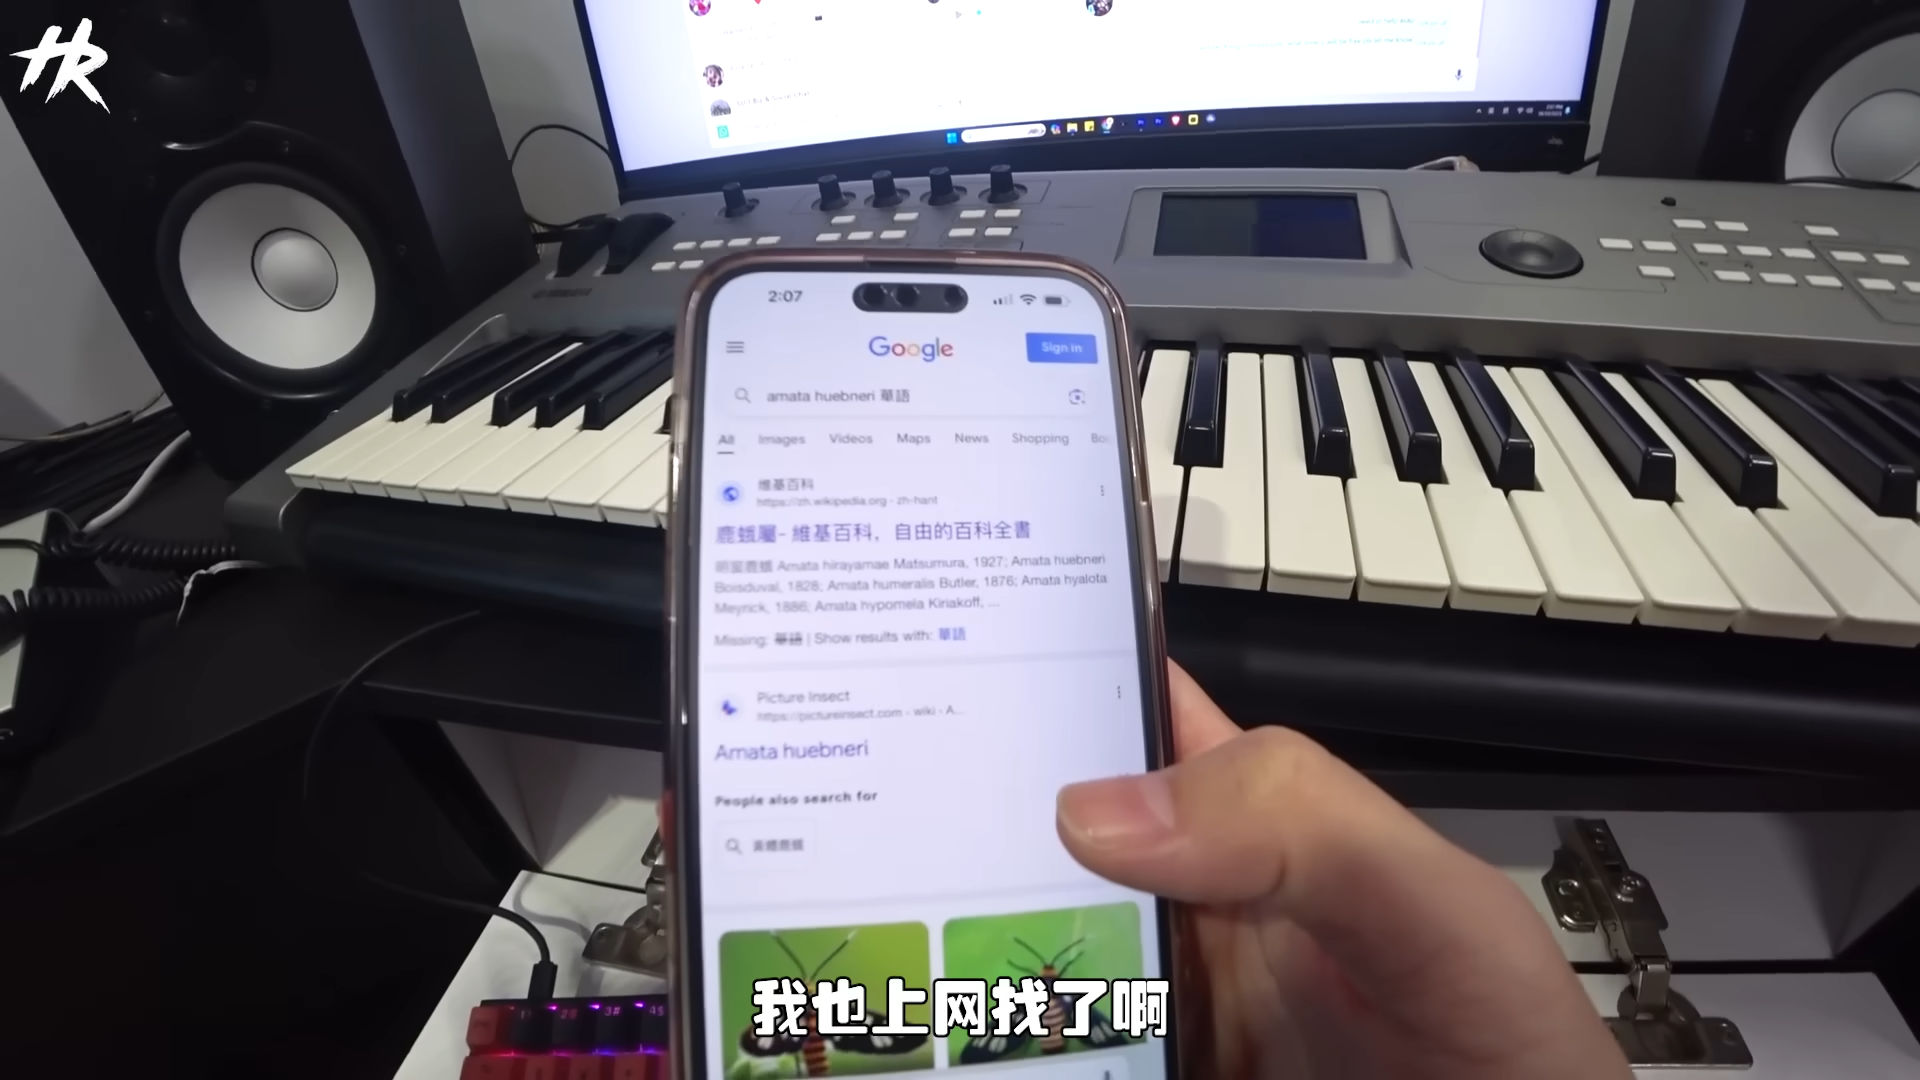 HR
2:07
Google
Sign in
amata huebneri 華語
All Images Videos Maps News Shopping
維基百科
https://zh.wikipedia.org › zh-hant
鹿蛾屬- 維基百科，自由的百科全書
Amata hirayamae Matsumura, 1927; Amata huebneri
Boisduval, 1828; Amata humeralis Butler, 1876; Amata hyalota
Meyrick, 1886; Amata hypomela Kiriakoff, ...
Missing: 華語 | Show results with: 華語
Picture Insect
https://pictureinsect.com › wiki › A...
Amata huebneri
People also search for
我也上网找了啊